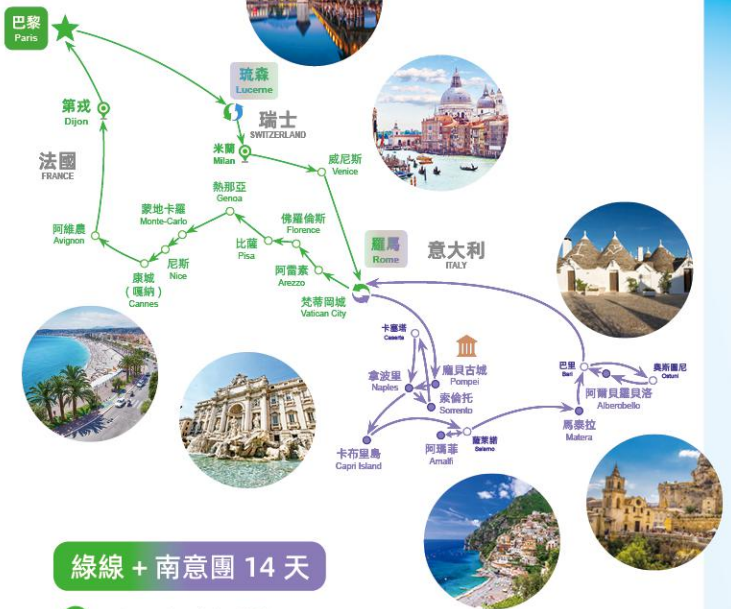 巴黎
Paris
琉森
Lucerne
第戎
Dijon
瑞士
SWITZERLAND
法國
FRANCE
米蘭
Milan
威尼斯
Venice
熱那亞
Genoa
蒙地卡羅
Monte-Carlo
佛羅倫斯
Florence
阿維農
Avignon
比薩
Pisa
羅馬
Rome
意大利
ITALY
尼斯
Nice
阿雷素
Arezzo
康城
（嘎納）
Cannes
梵蒂岡城
Vatican City
卡塞塔
Caserta
拿波里
Naples
龐貝古城
Pompei
索倫托
Sorrento
巴里
Bari
奧斯圖尼
Ostuni
阿爾貝羅貝洛
Alberobello
馬泰拉
Matera
卡布里島
Capri Island
阿瑪菲
Amalfi
薩萊諾
Salerno
綠線 + 南意團 14 天